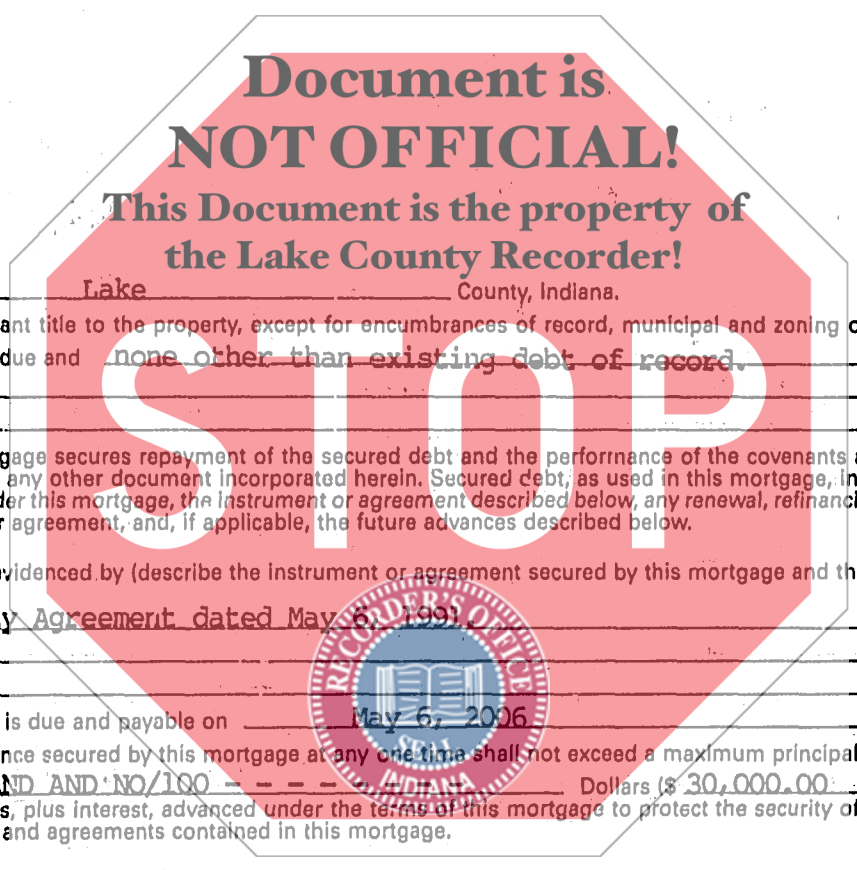 Document is
NOT OFFICIAL!
This Document is the property of
the Lake County Recorder!
Lake County, Indiana.
ant title to the property, except for encumbrances of record, municipal and zoning
due and none other than existing debt of record.
STOP
gage secures repayment of the secured debt and the performance of the covenants
any other document incorporated herein. Secured debt, as used in this mortgage, in
der this mortgage, the instrument or agreement described below, any renewal, refinanci
r agreement, and, if applicable, the future advances described below.
videnced by (describe the instrument or agreement secured by this mortgage and th
y Agreement dated May 6, 1991.
RECORDER'S OFFICE
SEAL
INDIANA
is due and payable on May 6, 2006
nce secured by this mortgage at any one time shall not exceed a maximum principal
ND AND NO/100 - - - - - - - - Dollars ($ 30,000.00
s, plus interest, advanced under the terms of this mortgage to protect the security of
and agreements contained in this mortgage.